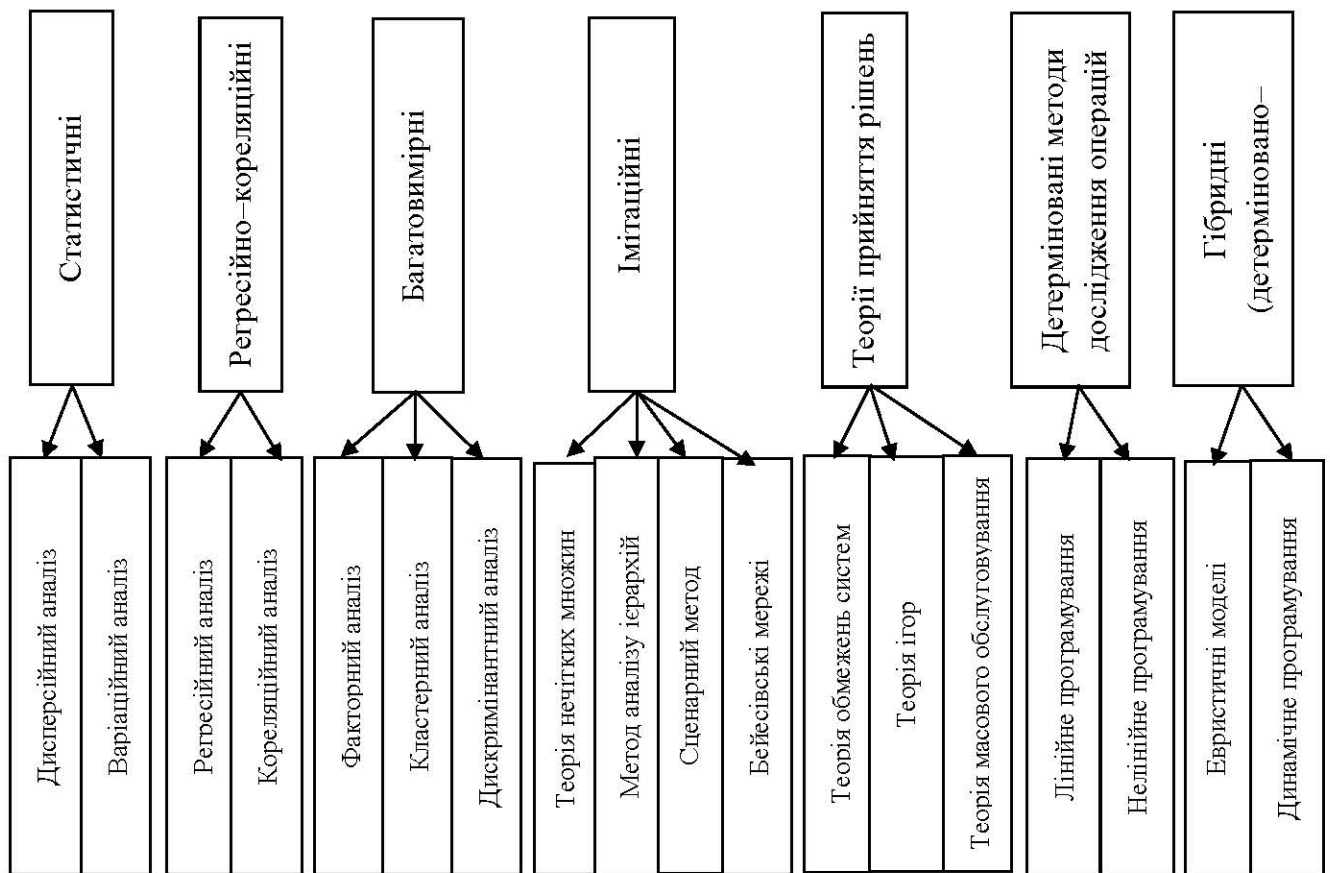 Статистичні
Дисперсійний аналіз
Варіаційний аналіз
Регресійно–кореляційні
Регресійний аналіз
Кореляційний аналіз
Багатовимірні
Факторний аналіз
Кластерний аналіз
Дискримінантний аналіз
Імітаційні
Теорія нечітких множин
Метод аналізу ієрархій
Сценарний метод
Бейесівські мережі
Теорії прийняття рішень
Теорія обмежень систем
Теорія ігор
Теорія масового обслуговування
Детерміновані методи
дослідження операцій
Лінійне програмування
Нелінійне програмування
Гібридні
(детерміновано–
Евристичні моделі
Динамічне програмування